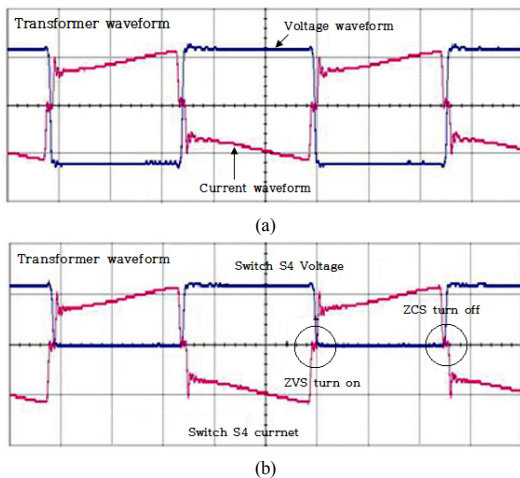 Transformer waveform
Voltage waveform
Current waveform
(a)
Transformer waveform
Switch S4 Voltage
ZCS turn off
ZVS turn on
Switch S4 currnet
(b)